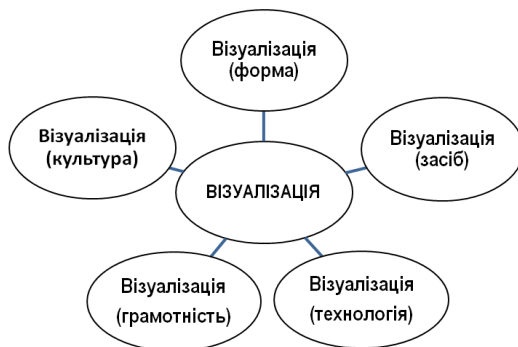 Візуалізація
(форма)
Візуалізація
(культура)
Візуалізація
(засіб)
ВІЗУАЛІЗАЦІЯ
Візуалізація
(грамотність)
Візуалізація
(технологія)